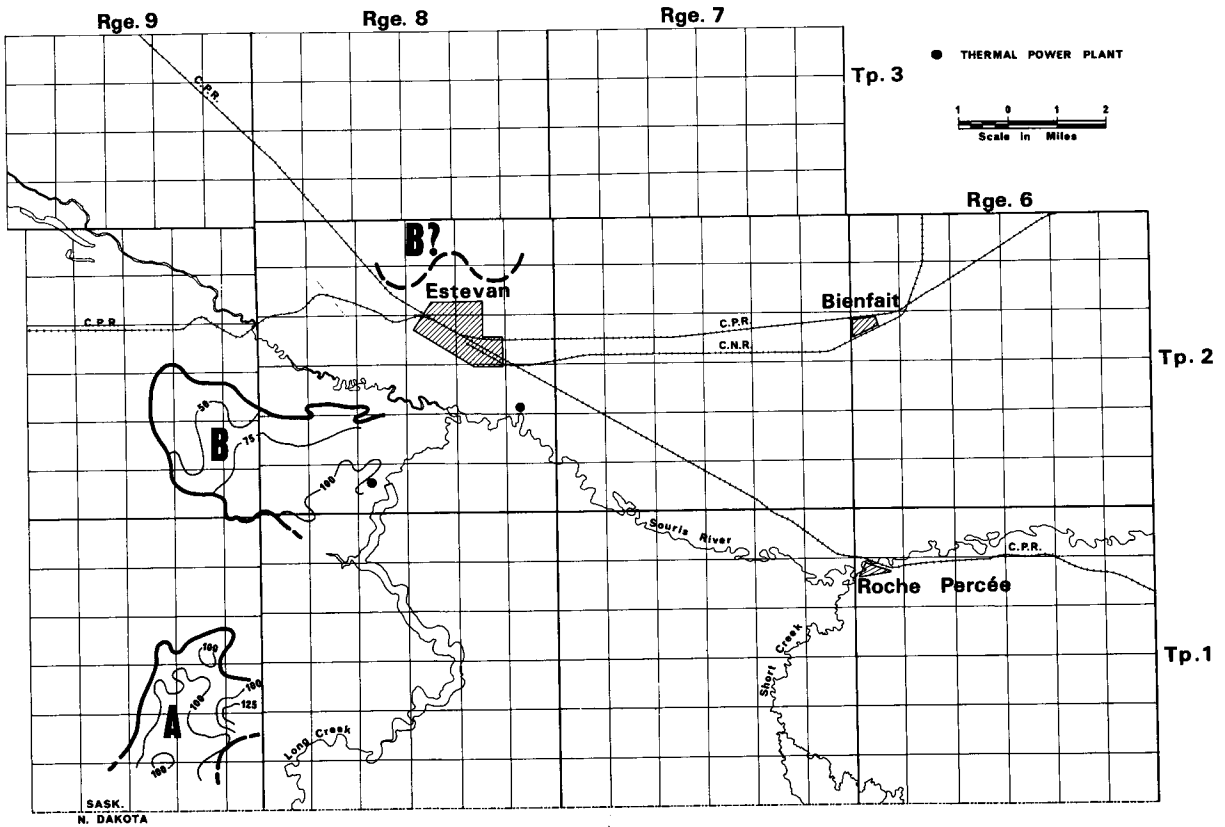 Rge. 9
Rge. 8
Rge. 7
THERMAL POWER PLANT
Tp. 3
C.P.R.
1 0 1 2
Scale in Miles
Rge. 6
B?
Estevan
Bienfait
C.P.R.
C.P.R.
C.N.R.
Tp. 2
50
B
75
100
Souris River
C.P.R.
Roche Percée
Short Creek
Tp. 1
100
100
100
125
A
Long Creek
100
SASK.
N. DAKOTA